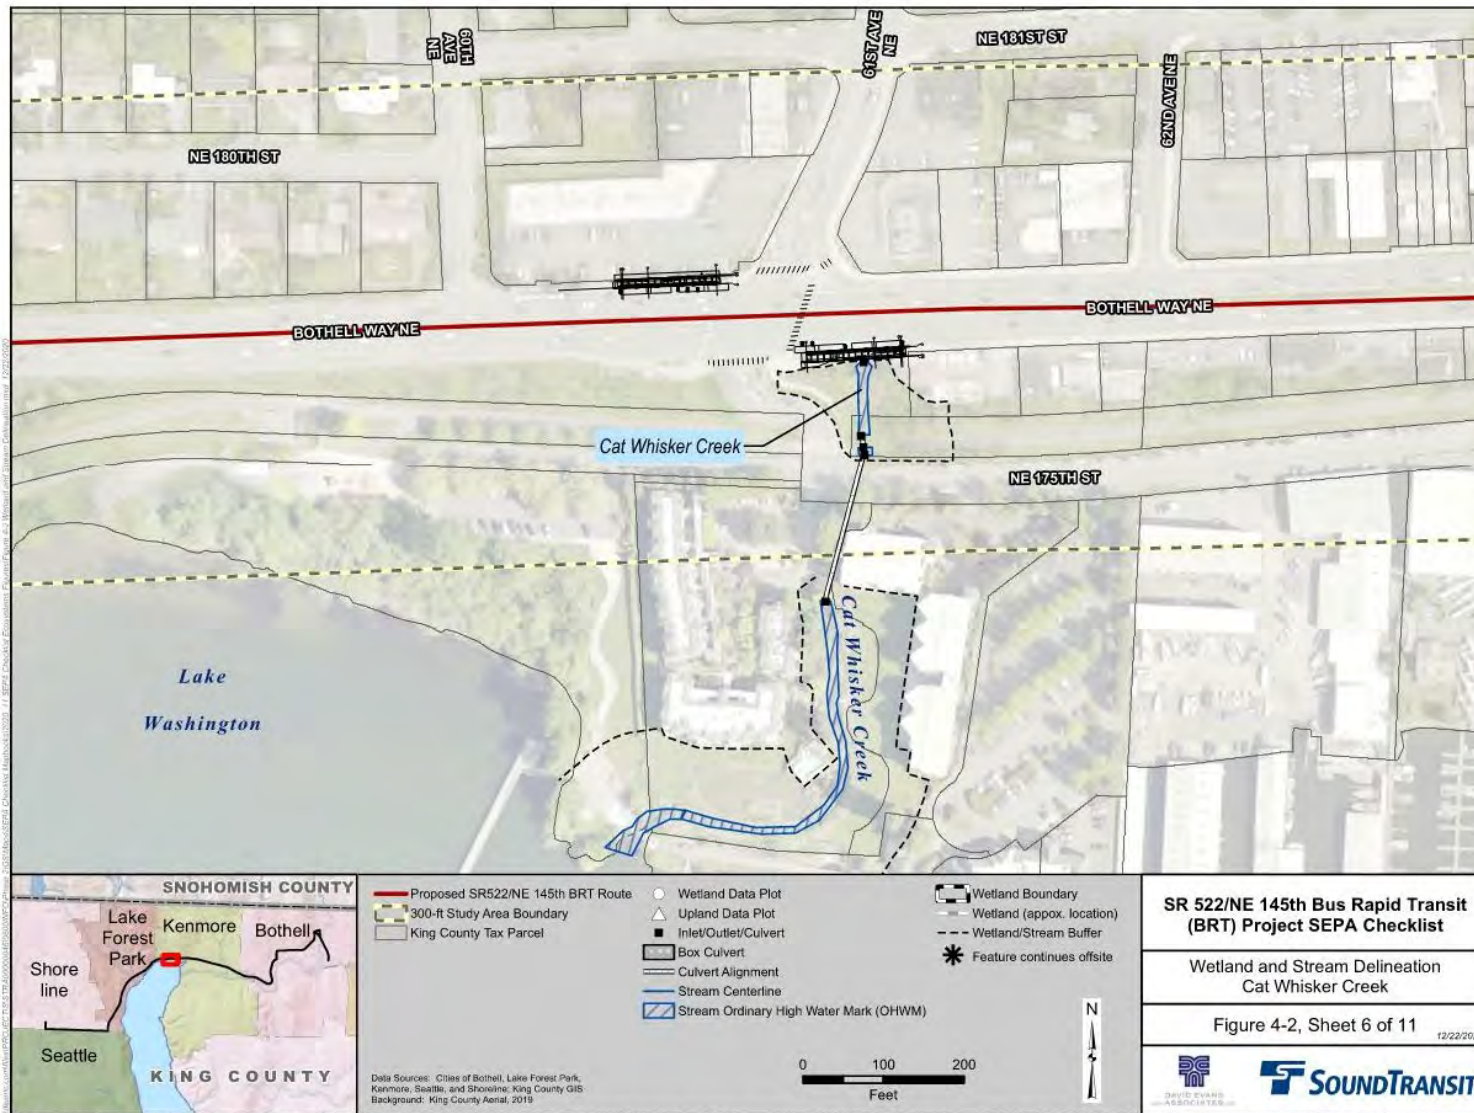 60TH
AVE
NE
61ST AVE
NE
NE 181ST ST
62ND AVE NE
NE 180TH ST
BOTHELL WAY NE
BOTHELL WAY NE
Cat Whisker Creek
NE 175TH ST
Cat Whisker Creek
Lake
Washington
SNOHOMISH COUNTY
Lake
Forest
Park
Kenmore
Bothell
Shore
line
Seattle
KING COUNTY
Proposed SR522/NE 145th BRT Route
300-ft Study Area Boundary
King County Tax Parcel
Wetland Data Plot
Upland Data Plot
Inlet/Outlet/Culvert
Box Culvert
Culvert Alignment
Stream Centerline
Stream Ordinary High Water Mark (OHWM)
Wetland Boundary
Wetland (appox. location)
Wetland/Stream Buffer
Feature continues offsite
Data Sources: Cities of Bothell, Lake Forest Park,
Kenmore, Seattle, and Shoreline; King County GIS
Background: King County Aerial, 2019
0 100 200
Feet
N
SR 522/NE 145th Bus Rapid Transit
(BRT) Project SEPA Checklist
Wetland and Stream Delineation
Cat Whisker Creek
Figure 4-2, Sheet 6 of 11
DAVID EVANS
AND ASSOCIATES
SOUNDTRANSIT